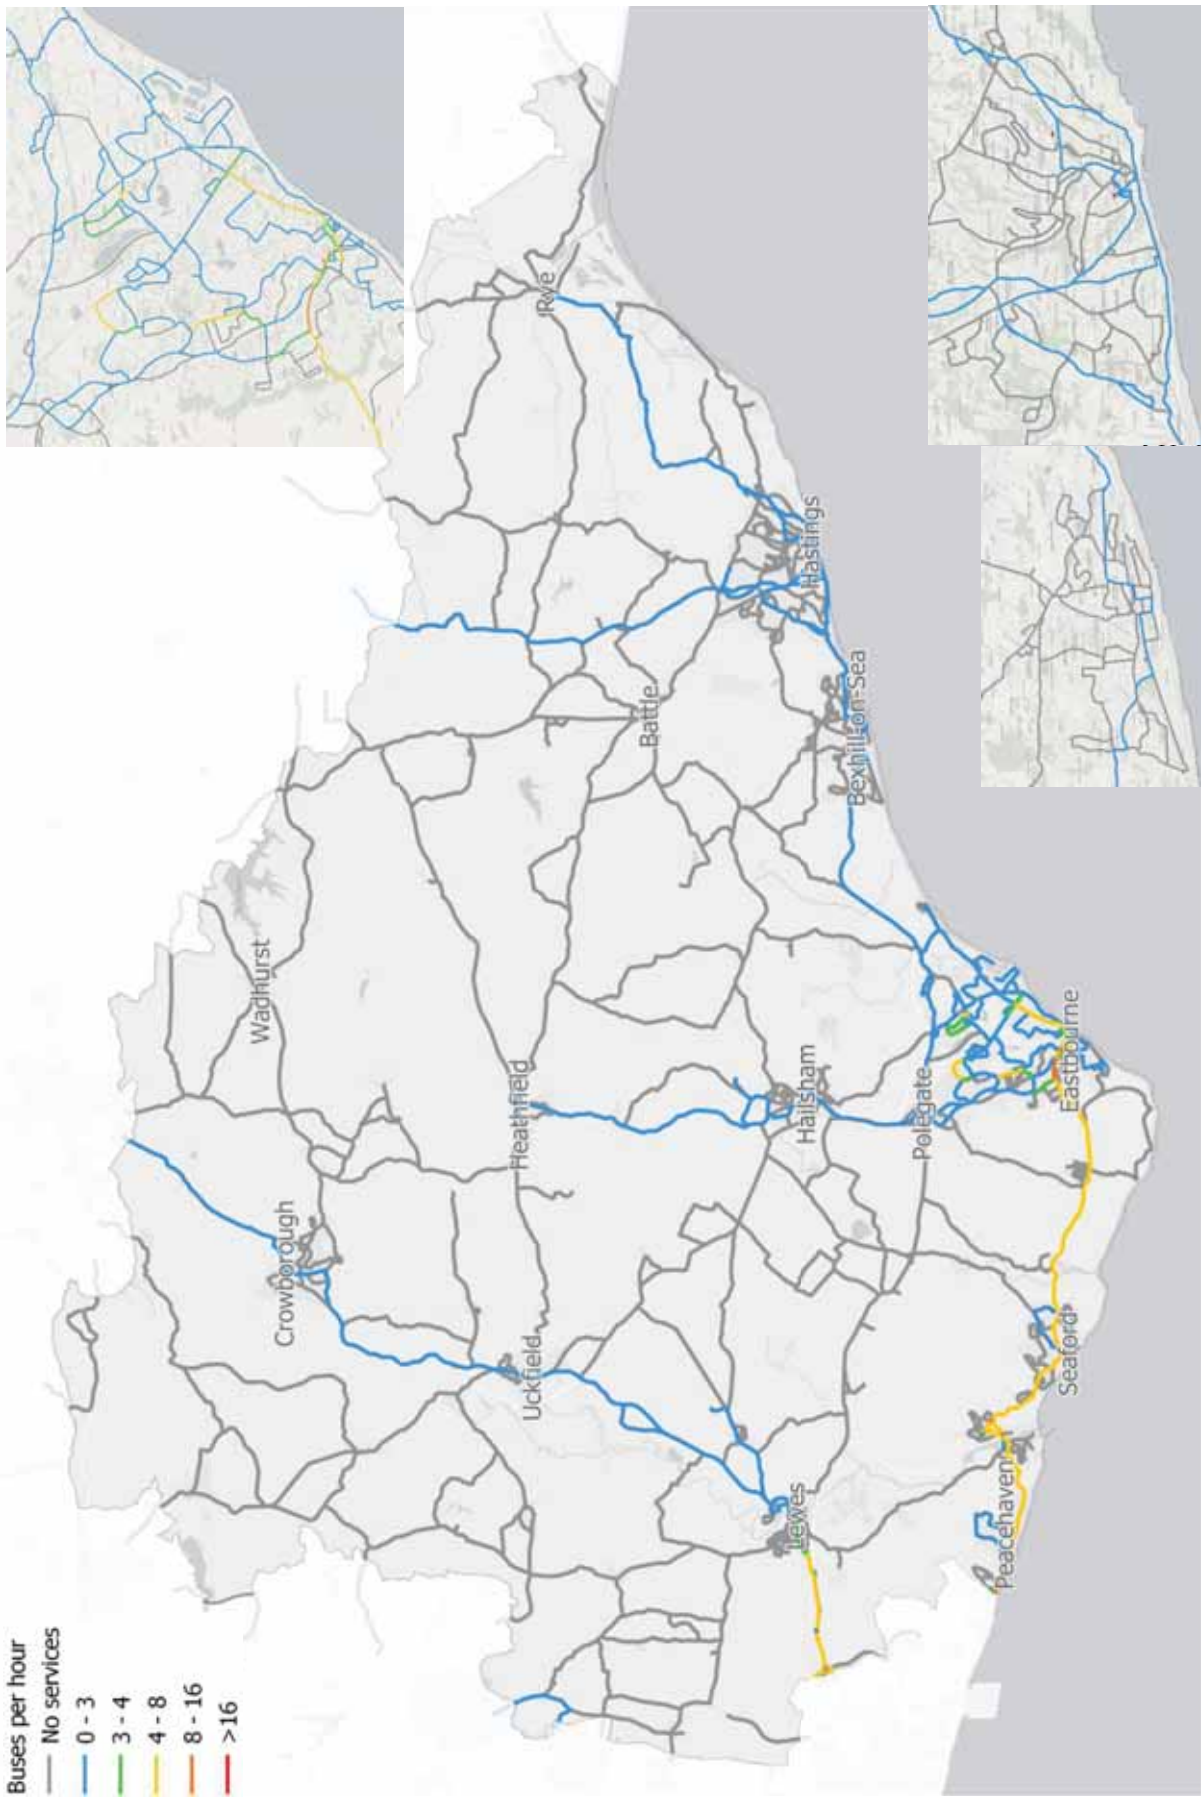 Buses per hour
No services
0 - 3
3 - 4
4 - 8
8 - 16
>16
Crowborough
Wadhurst
Uckfield
Heathfield
Rye
Battle
Lewes
Hailsham
Hastings
Bexhill-on-Sea
Polegate
Peacehaven
Seaford
Eastbourne